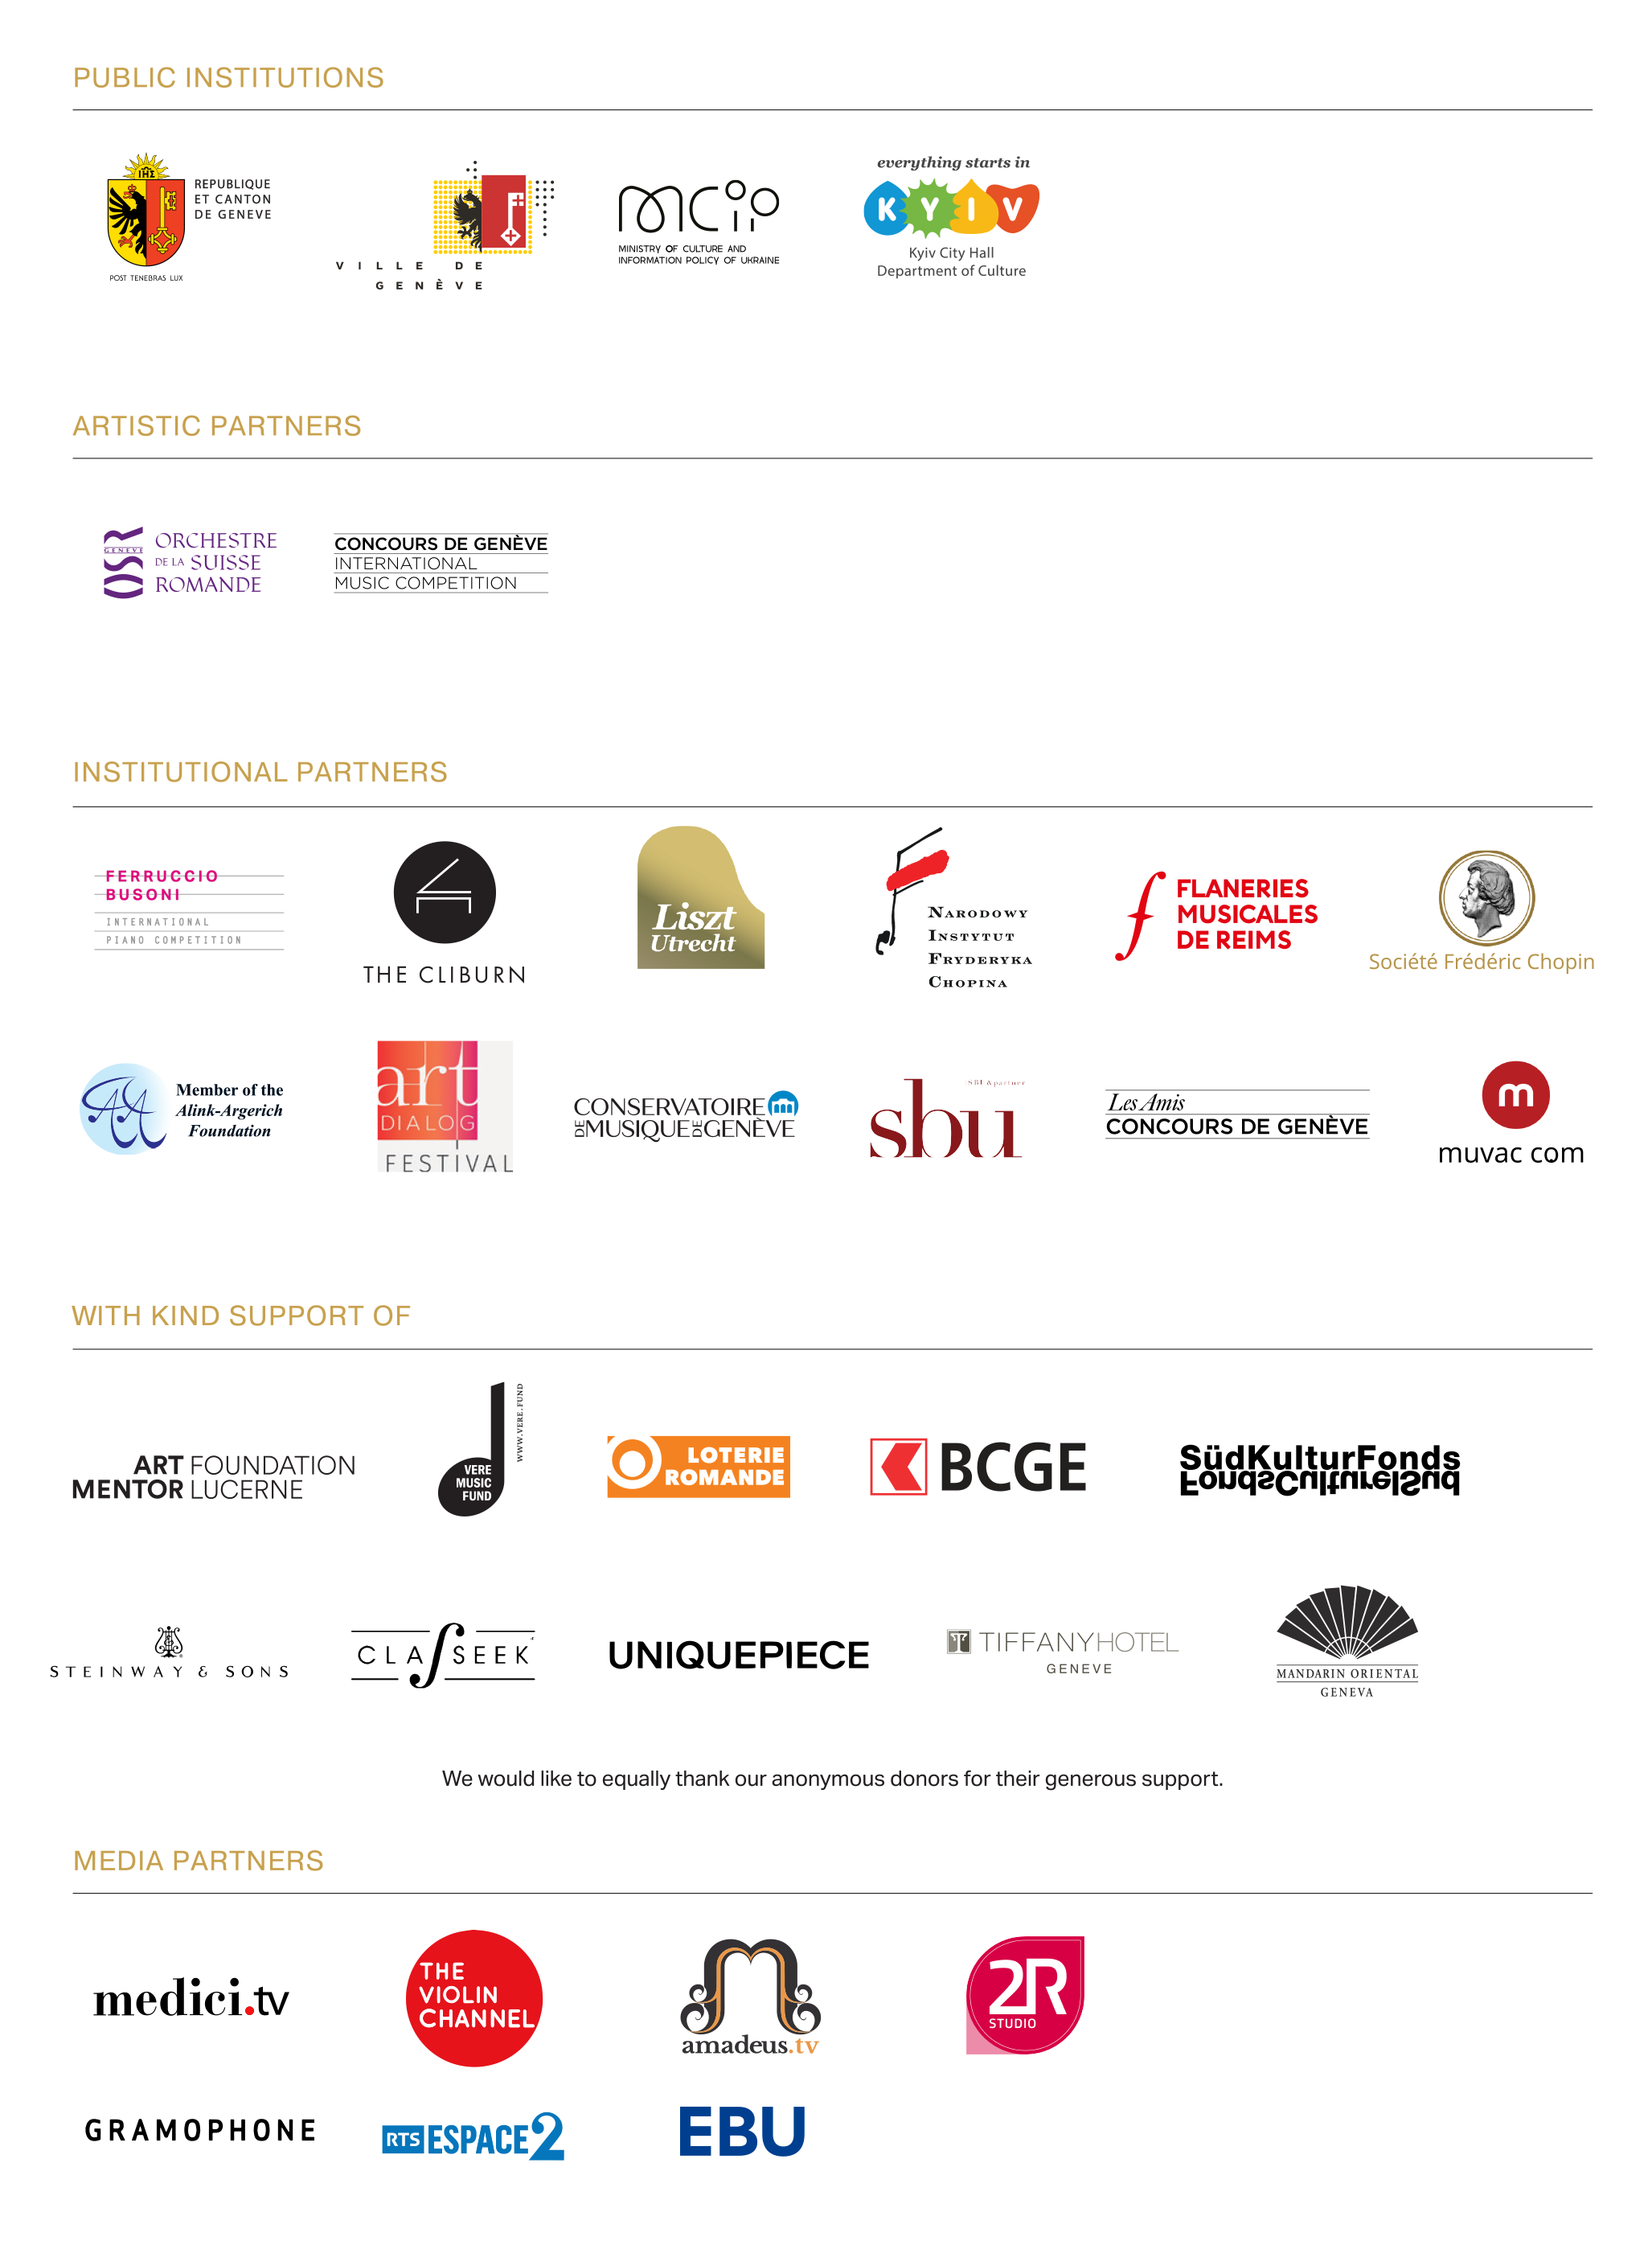 PUBLIC INSTITUTIONS
REPUBLIQUE
ET CANTON
DE GENEVE
POST TENEBRAS LUX
VILLE DE
GENÈVE
mcip
MINISTRY OF CULTURE AND
INFORMATION POLICY OF UKRAINE
everything starts in
KYIV
Kyiv City Hall
Department of Culture
ARTISTIC PARTNERS
OSR
GENEVE
ORCHESTRE
DE LA SUISSE
ROMANDE
CONCOURS DE GENÈVE
INTERNATIONAL
MUSIC COMPETITION
INSTITUTIONAL PARTNERS
FERRUCCIO
BUSONI
INTERNATIONAL
PIANO COMPETITION
THE CLIBURN
Liszt
Utrecht
NARODOWY
INSTYTUT
FRYDERYKA
CHOPINA
FLANERIES
MUSICALES
DE REIMS
Société Frédéric Chopin
Member of the
Alink-Argerich
Foundation
art
DIALOG
FESTIVAL
CONSERVATOIRE
DE MUSIQUE DE GENÈVE
SBU & partner
sbu
Les Amis
CONCOURS DE GENÈVE
m
muvac com
WITH KIND SUPPORT OF
ART FOUNDATION
MENTOR LUCERNE
VERE
MUSIC
FUND
WWW.VERE.FUND
LOTERIE
ROMANDE
BCGE
SüdKulturFonds
FondsCulturelSud
STEINWAY & SONS
CLASSEEK
UNIQUEPIECE
TIFFANYHOTEL
GENEVE
MANDARIN ORIENTAL
GENEVA
We would like to equally thank our anonymous donors for their generous support.
MEDIA PARTNERS
medici.tv
THE
VIOLIN
CHANNEL
amadeus.tv
2R
STUDIO
GRAMOPHONE
RTS ESPACE 2
EBU